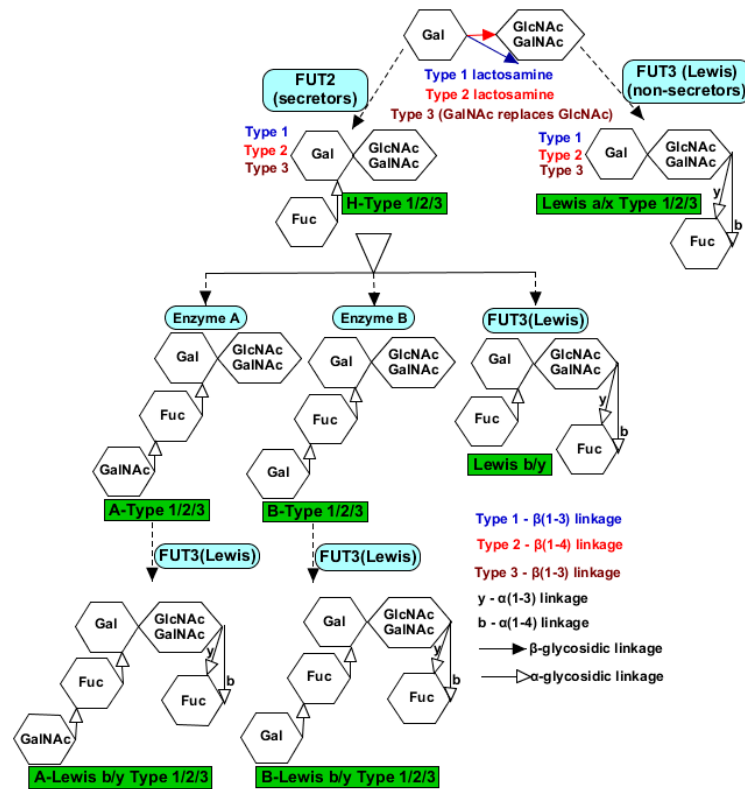 Gal
GlcNAc
GalNAc
FUT2
(secretors)
Type 1 lactosamine
Type 2 lactosamine
Type 3 (GalNAc replaces GlcNAc)
FUT3 (Lewis)
(non-secretors)
Type 1
Type 2
Type 3
Gal
GlcNAc
GalNAc
Fuc
H-Type 1/2/3
Type 1
Type 2
Type 3
Gal
GlcNAc
GalNAc
y
b
Fuc
Lewis a/x Type 1/2/3
Enzyme A
Enzyme B
FUT3(Lewis)
Gal
GlcNAc
GalNAc
Fuc
GalNAc
A-Type 1/2/3
Gal
GlcNAc
GalNAc
Fuc
Gal
B-Type 1/2/3
Gal
GlcNAc
GalNAc
Fuc
y
b
Fuc
Lewis b/y
FUT3(Lewis)
FUT3(Lewis)
Gal
GlcNAc
GalNAc
Fuc
y
b
Fuc
GalNAc
A-Lewis b/y Type 1/2/3
Gal
GlcNAc
GalNAc
Fuc
y
b
Fuc
Gal
B-Lewis b/y Type 1/2/3
Type 1 - β(1-3) linkage
Type 2 - β(1-4) linkage
Type 3 - β(1-3) linkage
y - α(1-3) linkage
b - α(1-4) linkage
β-glycosidic linkage
α-glycosidic linkage